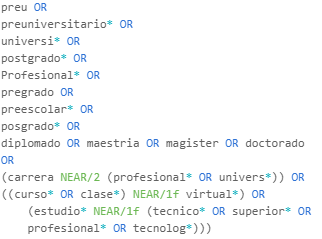 preu OR
preuniversitario* OR
universi* OR
postgrado* OR
Profesional* OR
pregrado OR
preescolar* OR
posgrado* OR
diplomado OR maestria OR magister OR doctorado
OR
(carrera NEAR/2 (profesional* OR univers*)) OR
((curso* OR clase*) NEAR/1f virtual*) OR
(estudio* NEAR/1f (tecnico* OR superior* OR
profesional* OR tecnolog*)))